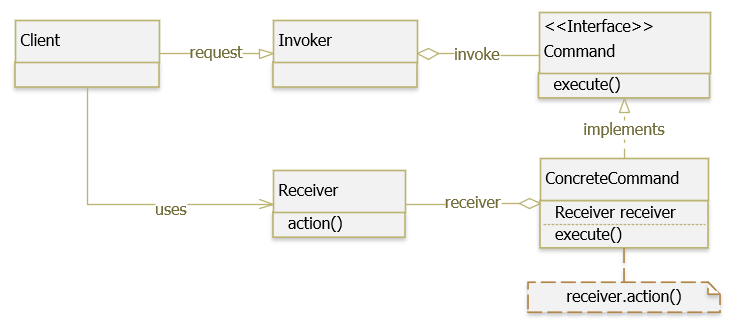 Client
request
Invoker
invoke
<<Interface>>
Command
execute()
implements
uses
Receiver
action()
receiver
ConcreteCommand
Receiver receiver
execute()
receiver.action()